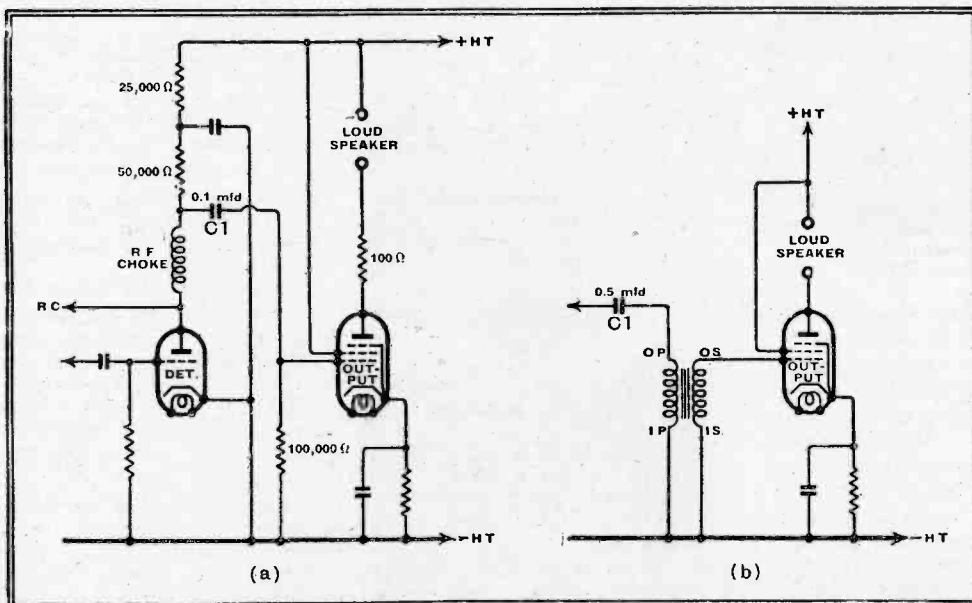 +HT
25,000 Ω
LOUD
SPEAKER
50,000 Ω
0.1 mfd
C1
RF
CHOKE
100 Ω
RC
DET.
OUT-
PUT
100,000 Ω
-HT
(a)
+HT
LOUD
SPEAKER
0.5 mfd
C1
OP
OS
OUT-
PUT
IP
IS
-HT
(b)